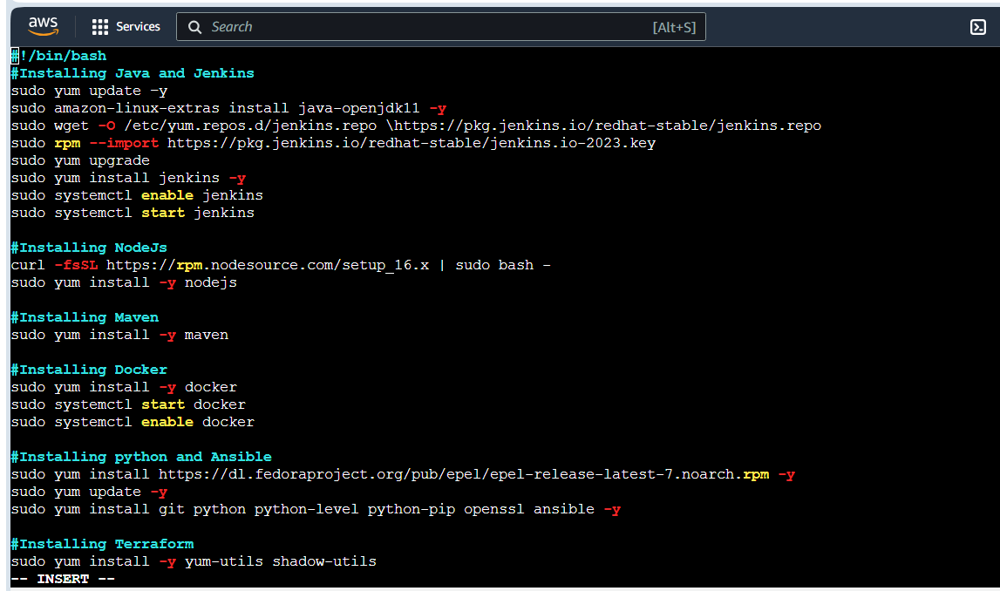 aws Services Search [Alt+S]
#!/bin/bash
#Installing Java and Jenkins
sudo yum update –y
sudo amazon-linux-extras install java-openjdk11 -y
sudo wget -O /etc/yum.repos.d/jenkins.repo \https://pkg.jenkins.io/redhat-stable/jenkins.repo
sudo rpm --import https://pkg.jenkins.io/redhat-stable/jenkins.io-2023.key
sudo yum upgrade
sudo yum install jenkins -y
sudo systemctl enable jenkins
sudo systemctl start jenkins
#Installing NodeJs
curl -fsSL https://rpm.nodesource.com/setup_16.x | sudo bash -
sudo yum install -y nodejs
#Installing Maven
sudo yum install -y maven
#Installing Docker
sudo yum install -y docker
sudo systemctl start docker
sudo systemctl enable docker
#Installing python and Ansible
sudo yum install https://dl.fedoraproject.org/pub/epel/epel-release-latest-7.noarch.rpm -y
sudo yum update -y
sudo yum install git python python-level python-pip openssl ansible -y
#Installing Terraform
sudo yum install -y yum-utils shadow-utils
-- INSERT --